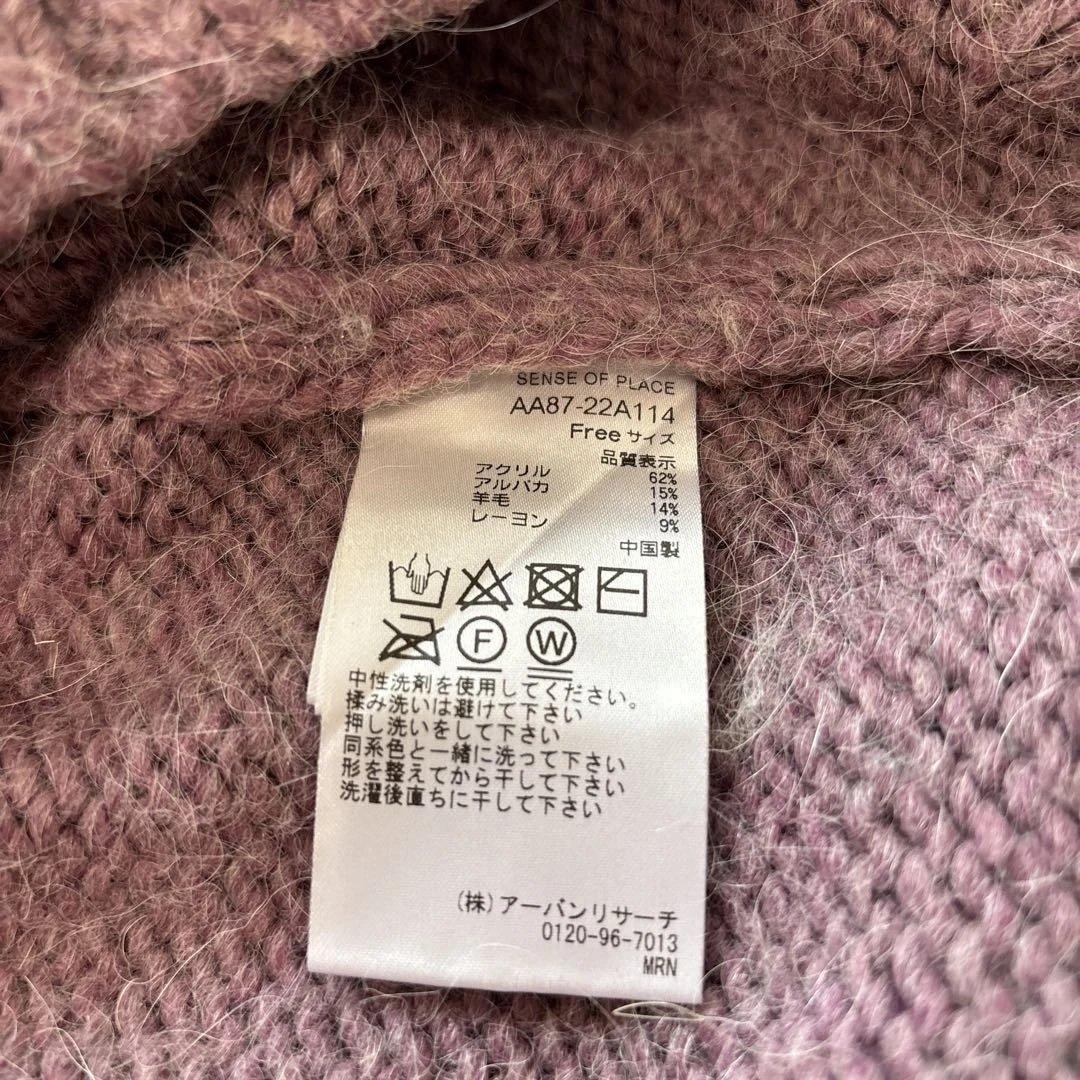 SENSE OF PLACE
AA87-22A114
Free サイズ
品質表示
アクリル 62%
アルパカ 15%
羊毛 14%
レーヨン 9%
中国製
F W
中性洗剤を使用してください。
揉み洗いは避けて下さい
押し洗いをして下さい
同系色と一緒に洗って下さい
形を整えてから干して下さい
洗濯後直ちに干して下さい
(株)アーバンリサーチ
0120-96-7013
MRN